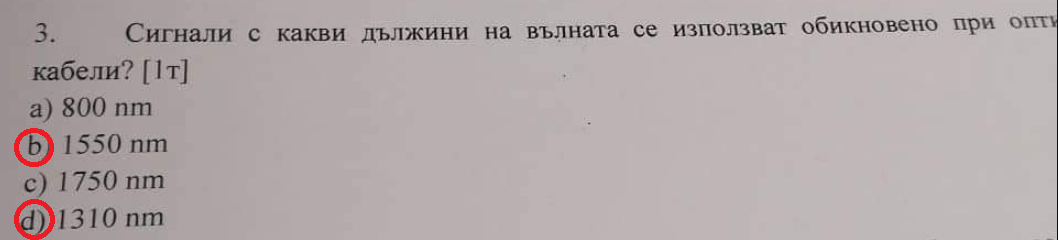 3. Сигнали с какви дължини на вълната се използват обикновено при
кабели? [1т]
a) 800 nm
b) 1550 nm
c) 1750 nm
d) 1310 nm